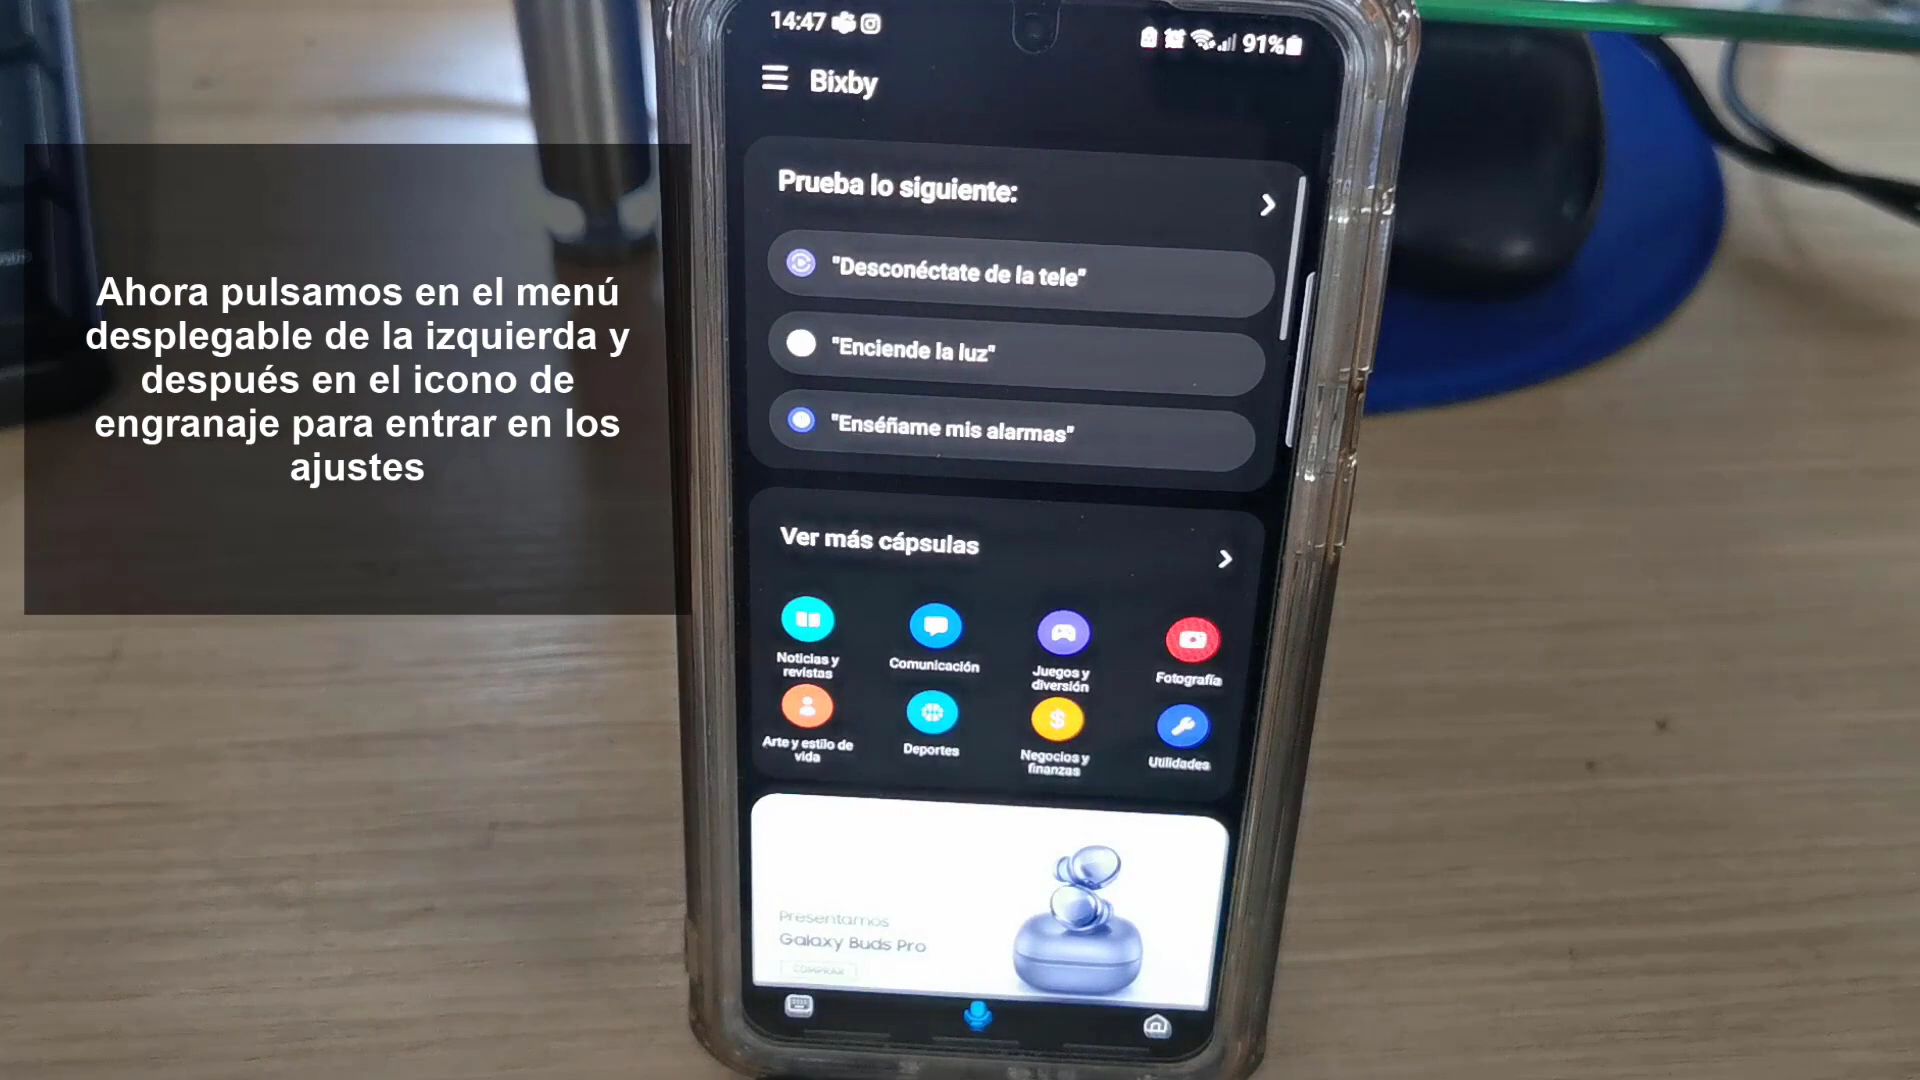 14:47
91%
Bixby
Ahora pulsamos en el menú
desplegable de la izquierda y
después en el icono de
engranaje para entrar en los
ajustes
Prueba lo siguiente:
"Desconéctate de la tele"
"Enciende la luz"
"Enséñame mis alarmas"
Ver más cápsulas
Noticias y
revistas
Comunicación
Juegos y
diversión
Fotografía
Arte y estilo de
vida
Deportes
Negocios y
finanzas
Utilidades
Presentamos
Galaxy Buds Pro
COMPRAR